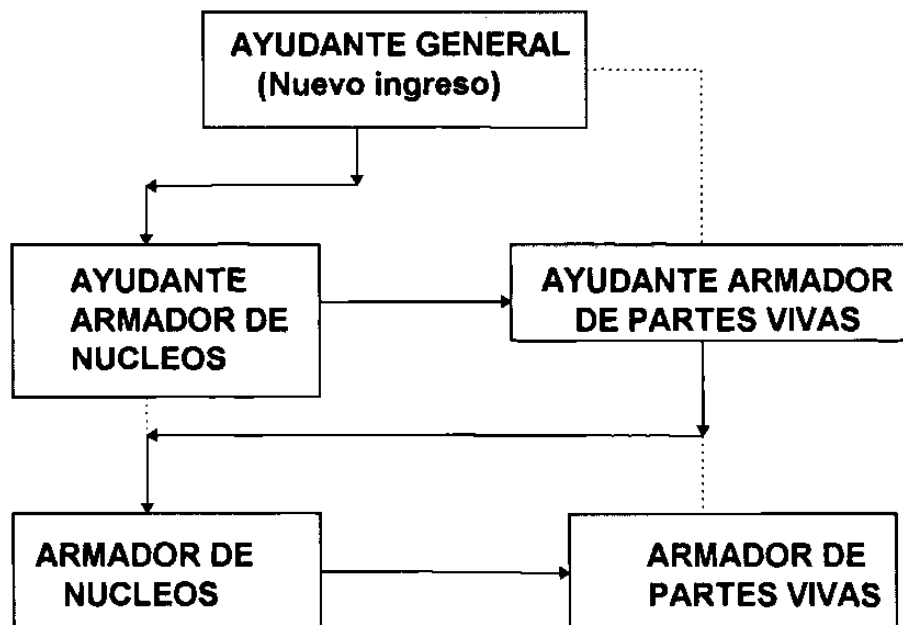 AYUDANTE GENERAL
(Nuevo ingreso)
AYUDANTE
ARMADOR DE
NUCLEOS
AYUDANTE ARMADOR
DE PARTES VIVAS
ARMADOR DE
NUCLEOS
ARMADOR DE
PARTES VIVAS